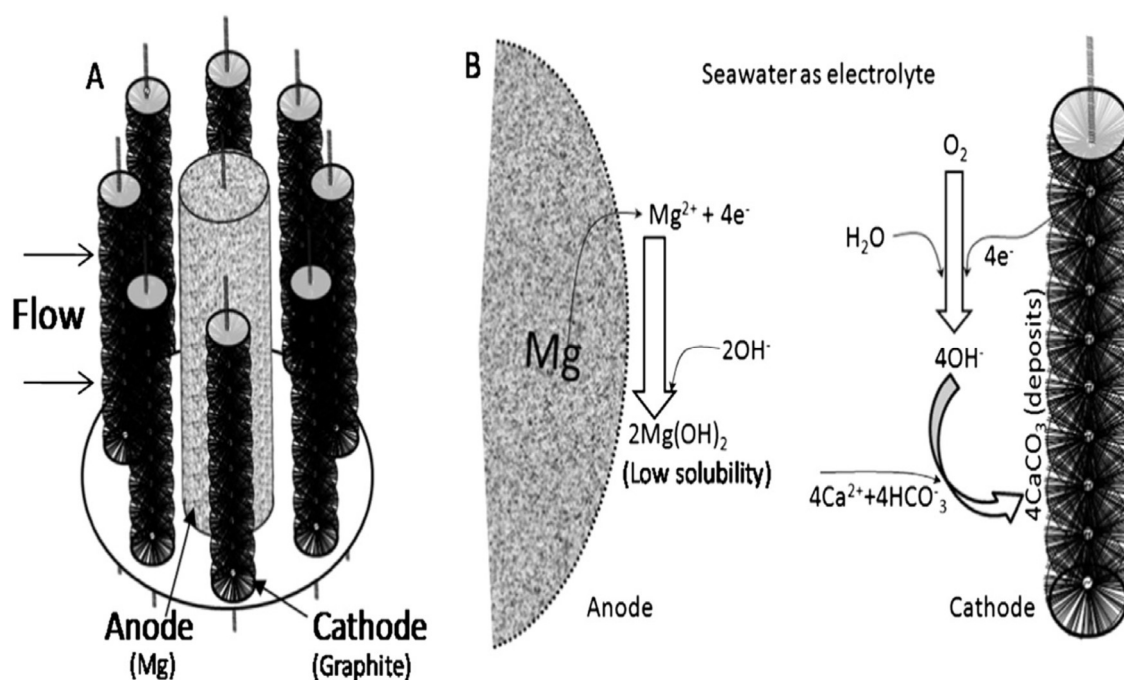 A
Flow
Anode
(Mg)
Cathode
(Graphite)
B
Seawater as electrolyte
Mg
Mg²⁺ + 4e⁻
2OH⁻
2Mg(OH)₂
(Low solubility)
Anode
O₂
H₂O
4e⁻
4OH⁻
4Ca²⁺+4HCO⁻₃
4CaCO₃ (deposits)
Cathode